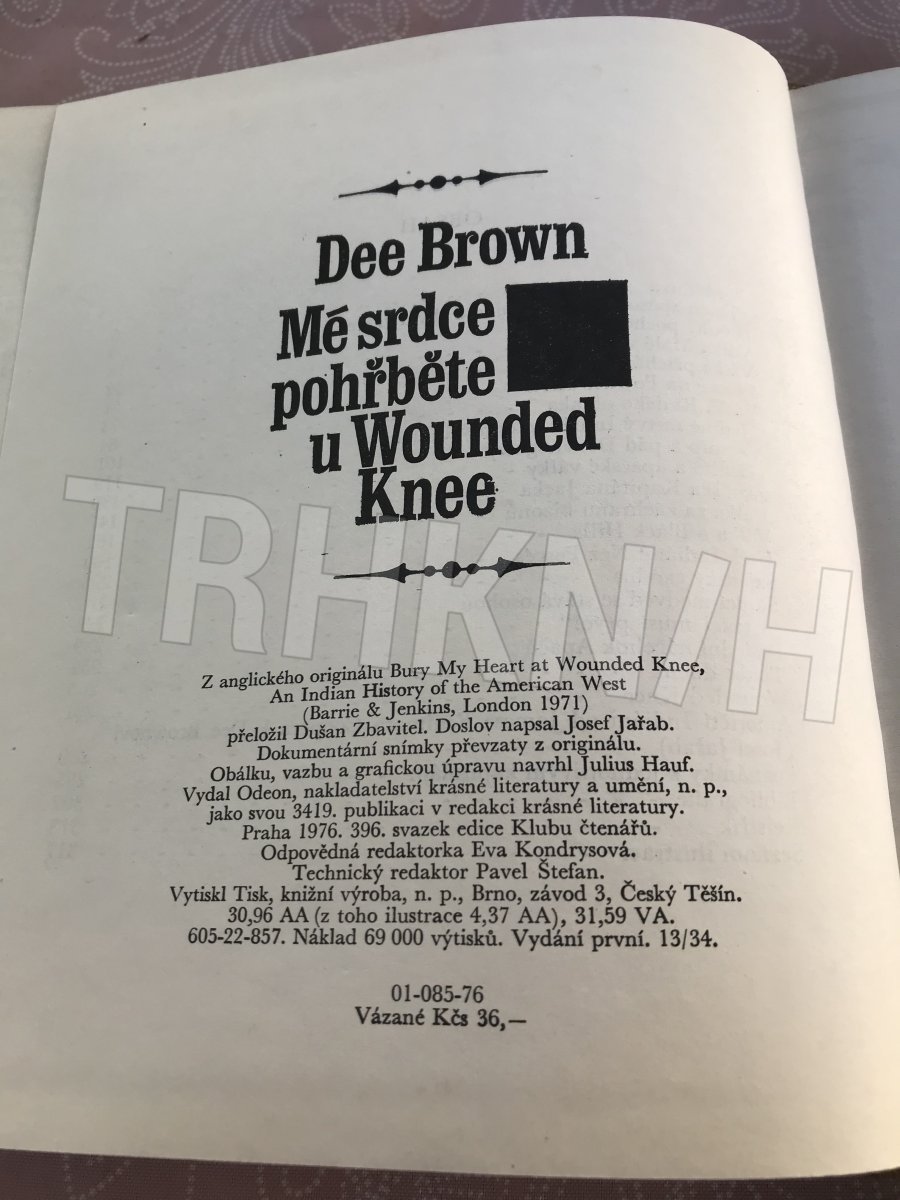 Dee Brown
Mé srdce
pohřběte
u Wounded
Knee
TRHKNIH
Z anglického originálu Bury My Heart at Wounded Knee,
An Indian History of the American West
(Barrie & Jenkins, London 1971)
přeložil Dušan Zbavitel. Doslov napsal Josef Jařab.
Dokumentární snímky převzaty z originálu.
Obálku, vazbu a grafickou úpravu navrhl Julius Hauf.
Vydal Odeon, nakladatelství krásné literatury a umění, n. p.,
jako svou 3419. publikaci v redakci krásné literatury.
Praha 1976. 396. svazek edice Klubu čtenářů.
Odpovědná redaktorka Eva Kondrysová.
Technický redaktor Pavel Štefan.
Vytiskl Tisk, knižní výroba, n. p., Brno, závod 3, Český Těšín.
30,96 AA (z toho ilustrace 4,37 AA), 31,59 VA.
605-22-857. Náklad 69 000 výtisků. Vydání první. 13/34.
01-085-76
Vázané Kčs 36,—